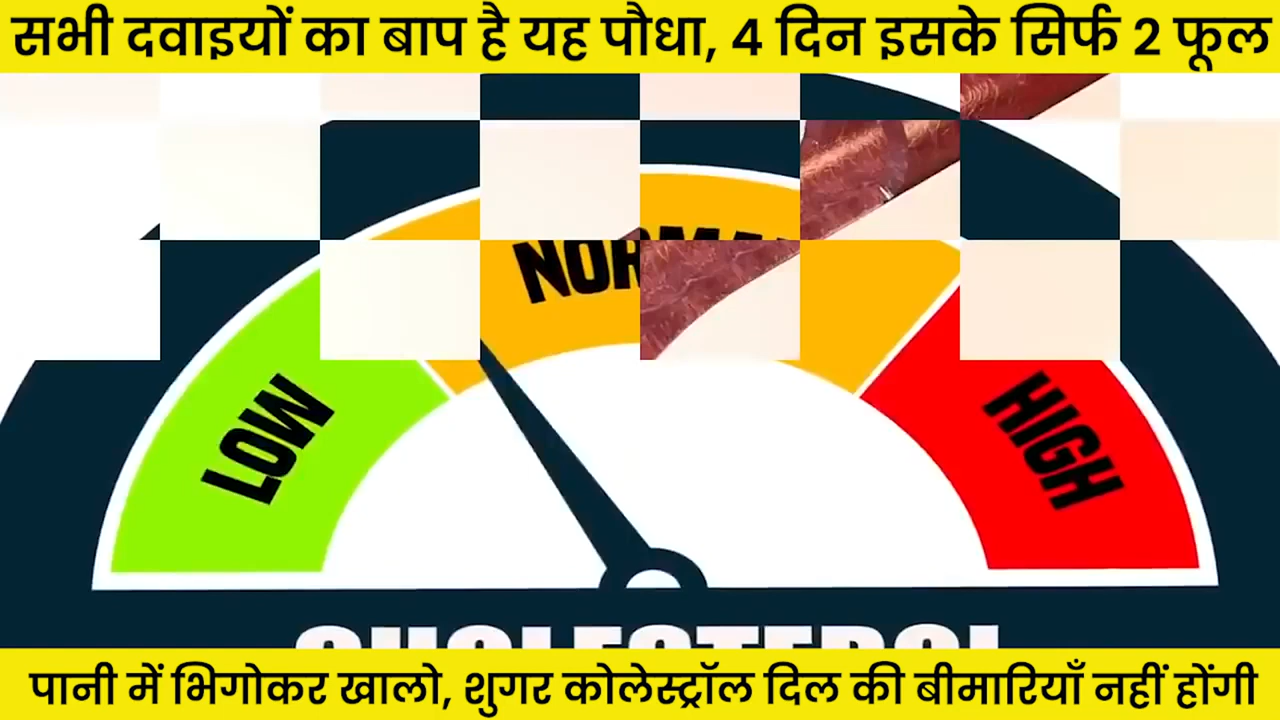 सभी दवाइयों का बाप है यह पौधा, 4 दिन इसके सिर्फ 2 फूल
LOW
HIGH
पानी में भिगोकर खालो, शुगर कोलेस्ट्रॉल दिल की बीमारियाँ नहीं होंगी